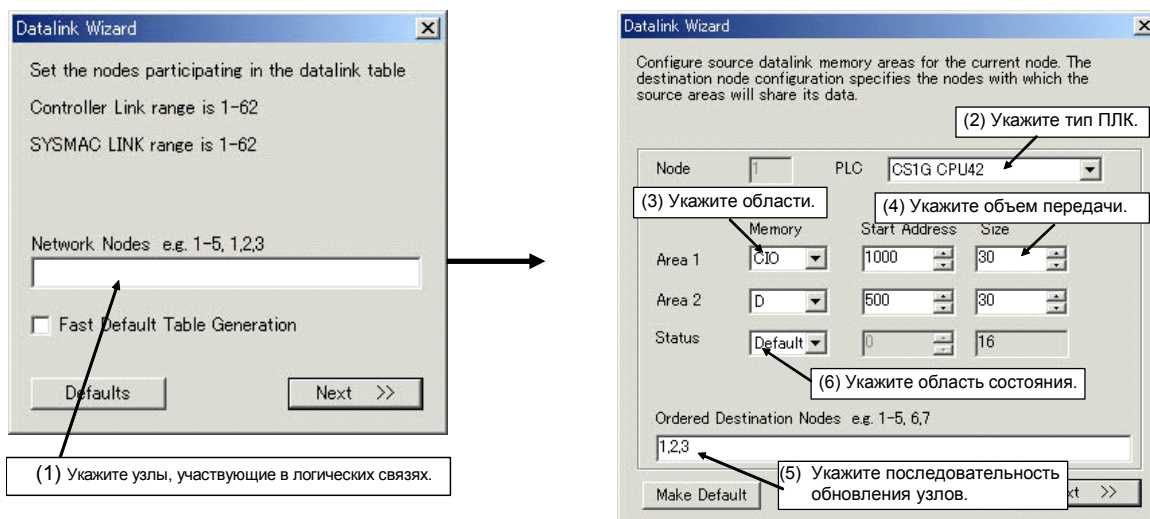 Datalink Wizard
Set the nodes participating in the datalink table
Controller Link range is 1-62
SYSMAC LINK range is 1-62
Network Nodes e.g. 1-5, 1,2,3
Fast Default Table Generation
Defaults
Next >>
(1) Укажите узлы, участвующие в логических связях.
Datalink Wizard
Configure source datalink memory areas for the current node. The
destination node configuration specifies the nodes with which the
source areas will share its data.
(2) Укажите тип ПЛК.
Node 1 PLC CS1G CPU42
(3) Укажите области.
(4) Укажите объем передачи.
Memory Start Address Size
Area 1 CIO 1000 30
Area 2 D 500 30
Status Default 0 16
(6) Укажите область состояния.
Ordered Destination Nodes e.g. 1-5, 6,7
1,2,3
(5) Укажите последовательность
обновления узлов.
Make Default
xt >>